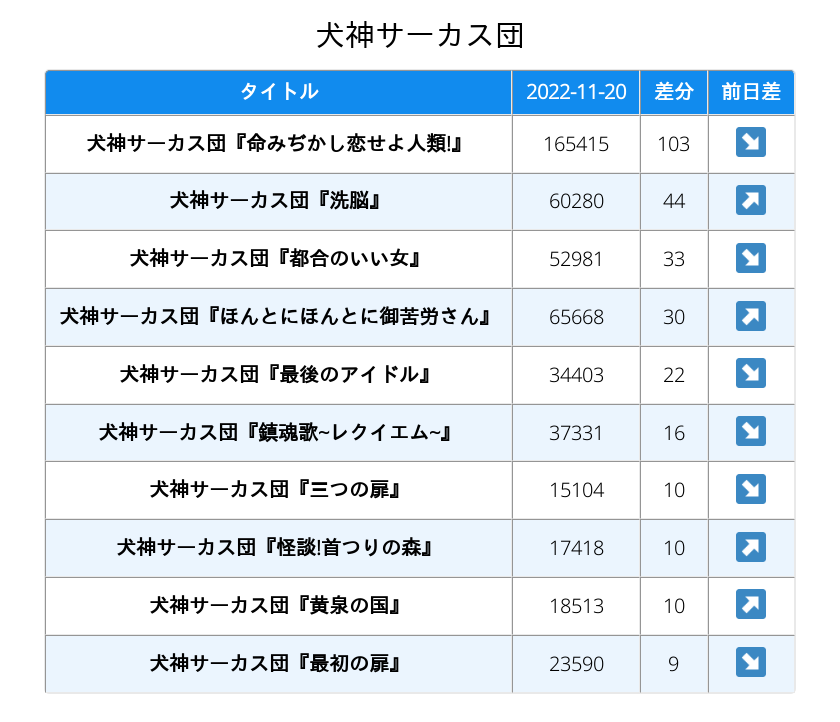 犬神サーカス団
タイトル 2022-11-20 差分 前日差
犬神サーカス団『命みぢかし恋せよ人類!』 165415 103 ↘
犬神サーカス団『洗脳』 60280 44 ↗
犬神サーカス団『都合のいい女』 52981 33 ↘
犬神サーカス団『ほんとにほんとに御苦労さん』 65668 30 ↗
犬神サーカス団『最後のアイドル』 34403 22 ↘
犬神サーカス団『鎮魂歌~レクイエム~』 37331 16 ↘
犬神サーカス団『三つの扉』 15104 10 ↘
犬神サーカス団『怪談!首つりの森』 17418 10 ↗
犬神サーカス団『黄泉の国』 18513 10 ↗
犬神サーカス団『最初の扉』 23590 9 ↘